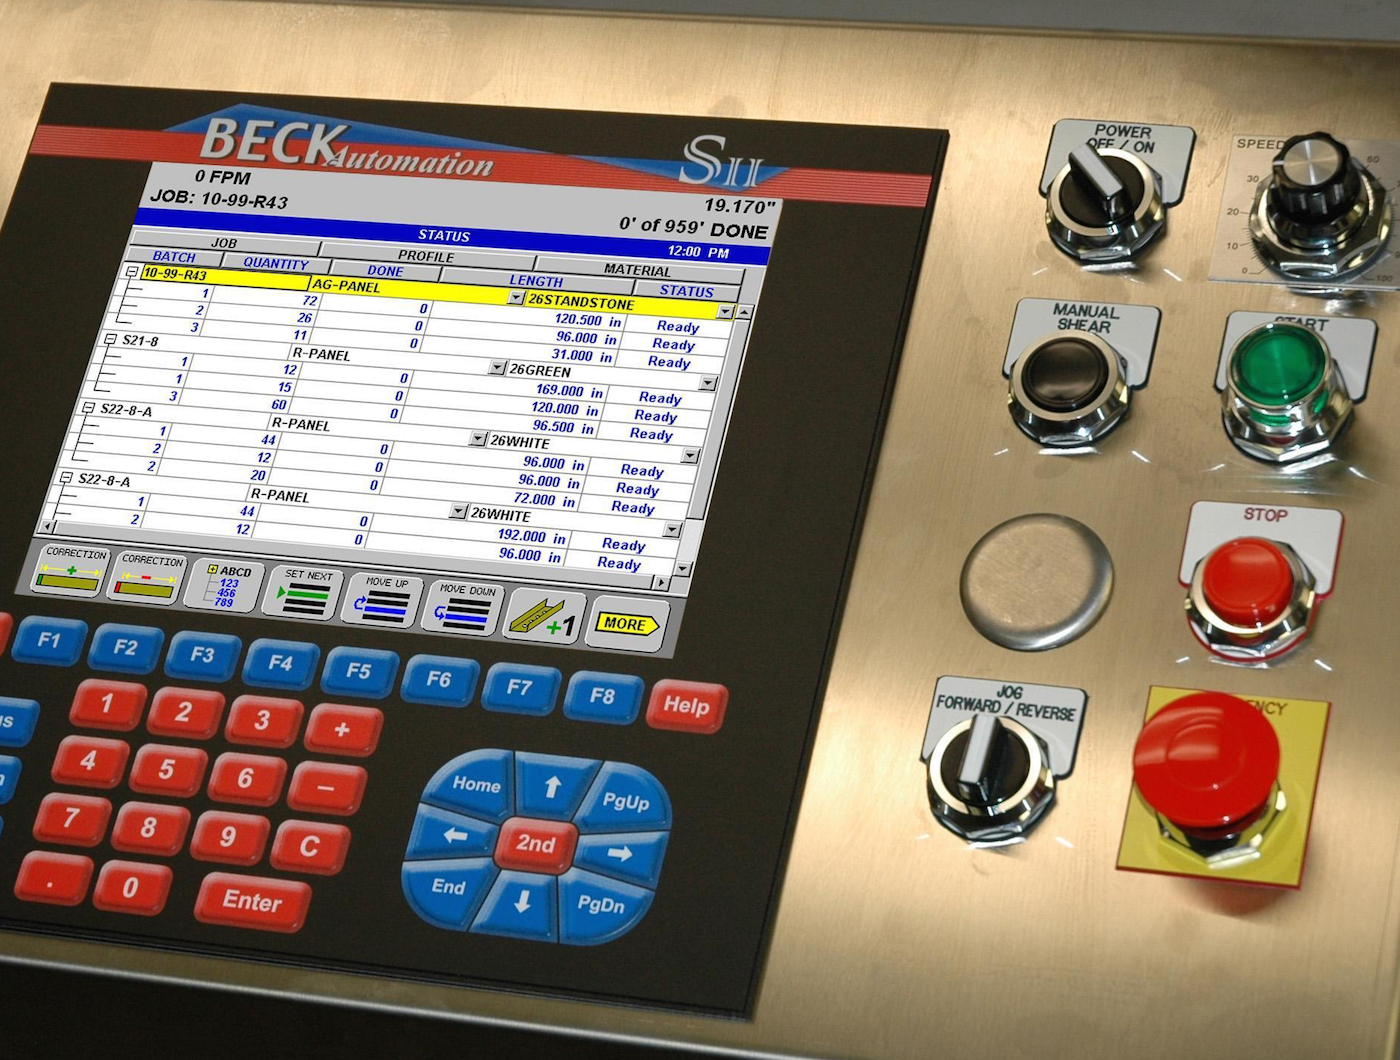 BECK Automation SII
0 FPM 19.170"
JOB: 10-99-R43 0' of 959' DONE
STATUS 12:00 PM
JOB PROFILE MATERIAL
BATCH QUANTITY DONE LENGTH STATUS
10-99-R43 AG-PANEL 26STANDSTONE
1 72 0 120.500 in Ready
2 26 0 96.000 in Ready
3 11 0 31.000 in Ready
S21-8 R-PANEL 26GREEN
1 12 0 169.000 in Ready
1 15 0 120.000 in Ready
3 60 0 96.500 in Ready
S22-8-A R-PANEL 26WHITE
1 44 0 96.000 in Ready
2 12 0 96.000 in Ready
2 20 0 72.000 in Ready
S22-8-A R-PANEL 26WHITE
1 44 0 192.000 in Ready
2 12 0 96.000 in Ready
CORRECTION +
CORRECTION -
ABCD
123
456
789
SET NEXT
MOVE UP
MOVE DOWN
+1
MORE
F1 F2 F3 F4 F5 F6 F7 F8 Help
1 2 3 +
4 5 6 −
7 8 9 C
. 0 Enter
Home PgUp
2nd
End PgDn
POWER
OFF / ON
SPEED
0 10 20 30 60 100
MANUAL
SHEAR
START
STOP
JOG
FORWARD / REVERSE